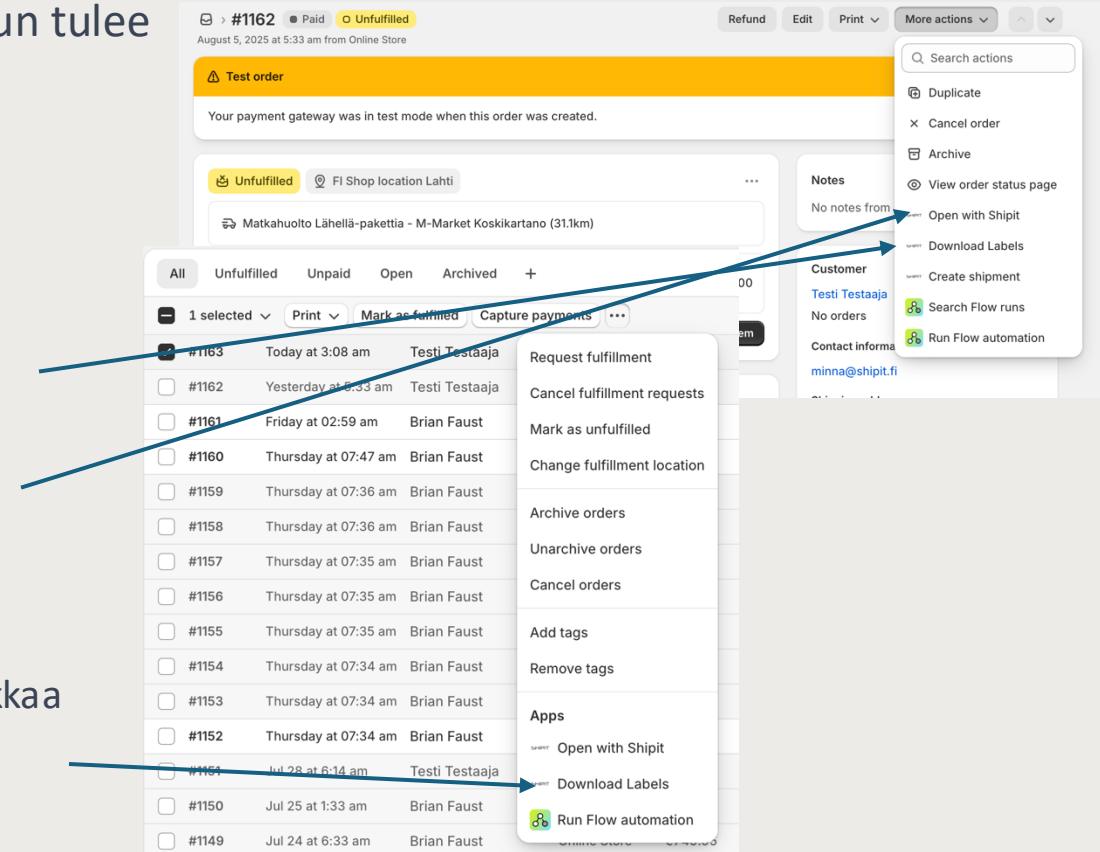 un tulee
#1162 Paid Unfulfilled
Refund Edit Print More actions
August 5, 2025 at 5:33 am from Online Store
Search actions
Test order
Your payment gateway was in test mode when this order was created.
Duplicate
Cancel order
Archive
View order status page
Open with Shipit
Download Labels
Create shipment
Search Flow runs
Run Flow automation
Unfulfilled FI Shop location Lahti
Matkahuolto Lähellä-pakettia - M-Market Koskikartano (31.1km)
Notes
No notes from
Customer
Testi Testaaja
No orders
Contact informa
minna@shipit.fi
00
em
All Unfulfilled Unpaid Open Archived +
1 selected Print Mark as fulfilled Capture payments
#1163 Today at 3:08 am Testi Testaaja
#1162 Yesterday at 5:33 am Testi Testaaja
#1161 Friday at 02:59 am Brian Faust
#1160 Thursday at 07:47 am Brian Faust
#1159 Thursday at 07:36 am Brian Faust
#1158 Thursday at 07:36 am Brian Faust
#1157 Thursday at 07:35 am Brian Faust
#1156 Thursday at 07:35 am Brian Faust
#1155 Thursday at 07:35 am Brian Faust
#1154 Thursday at 07:34 am Brian Faust
#1153 Thursday at 07:34 am Brian Faust
#1152 Thursday at 07:34 am Brian Faust
#1151 Jul 28 at 6:14 am Testi Testaaja
#1150 Jul 25 at 1:33 am Brian Faust
#1149 Jul 24 at 6:33 am Brian Faust
Request fulfillment
Cancel fulfillment requests
Mark as unfulfilled
Change fulfillment location
Archive orders
Unarchive orders
Cancel orders
Add tags
Remove tags
Apps
Open with Shipit
Download Labels
Run Flow automation
kkaa